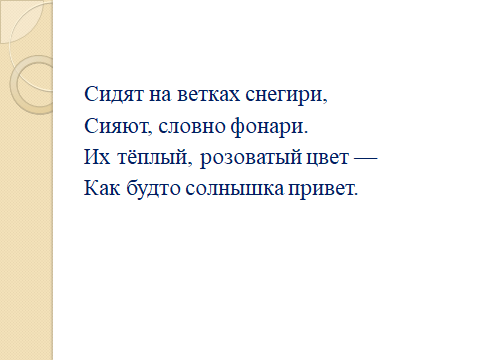 Сидят на ветках снегири,
Сияют, словно фонари.
Их тёплый, розоватый цвет —
Как будто солнышка привет.